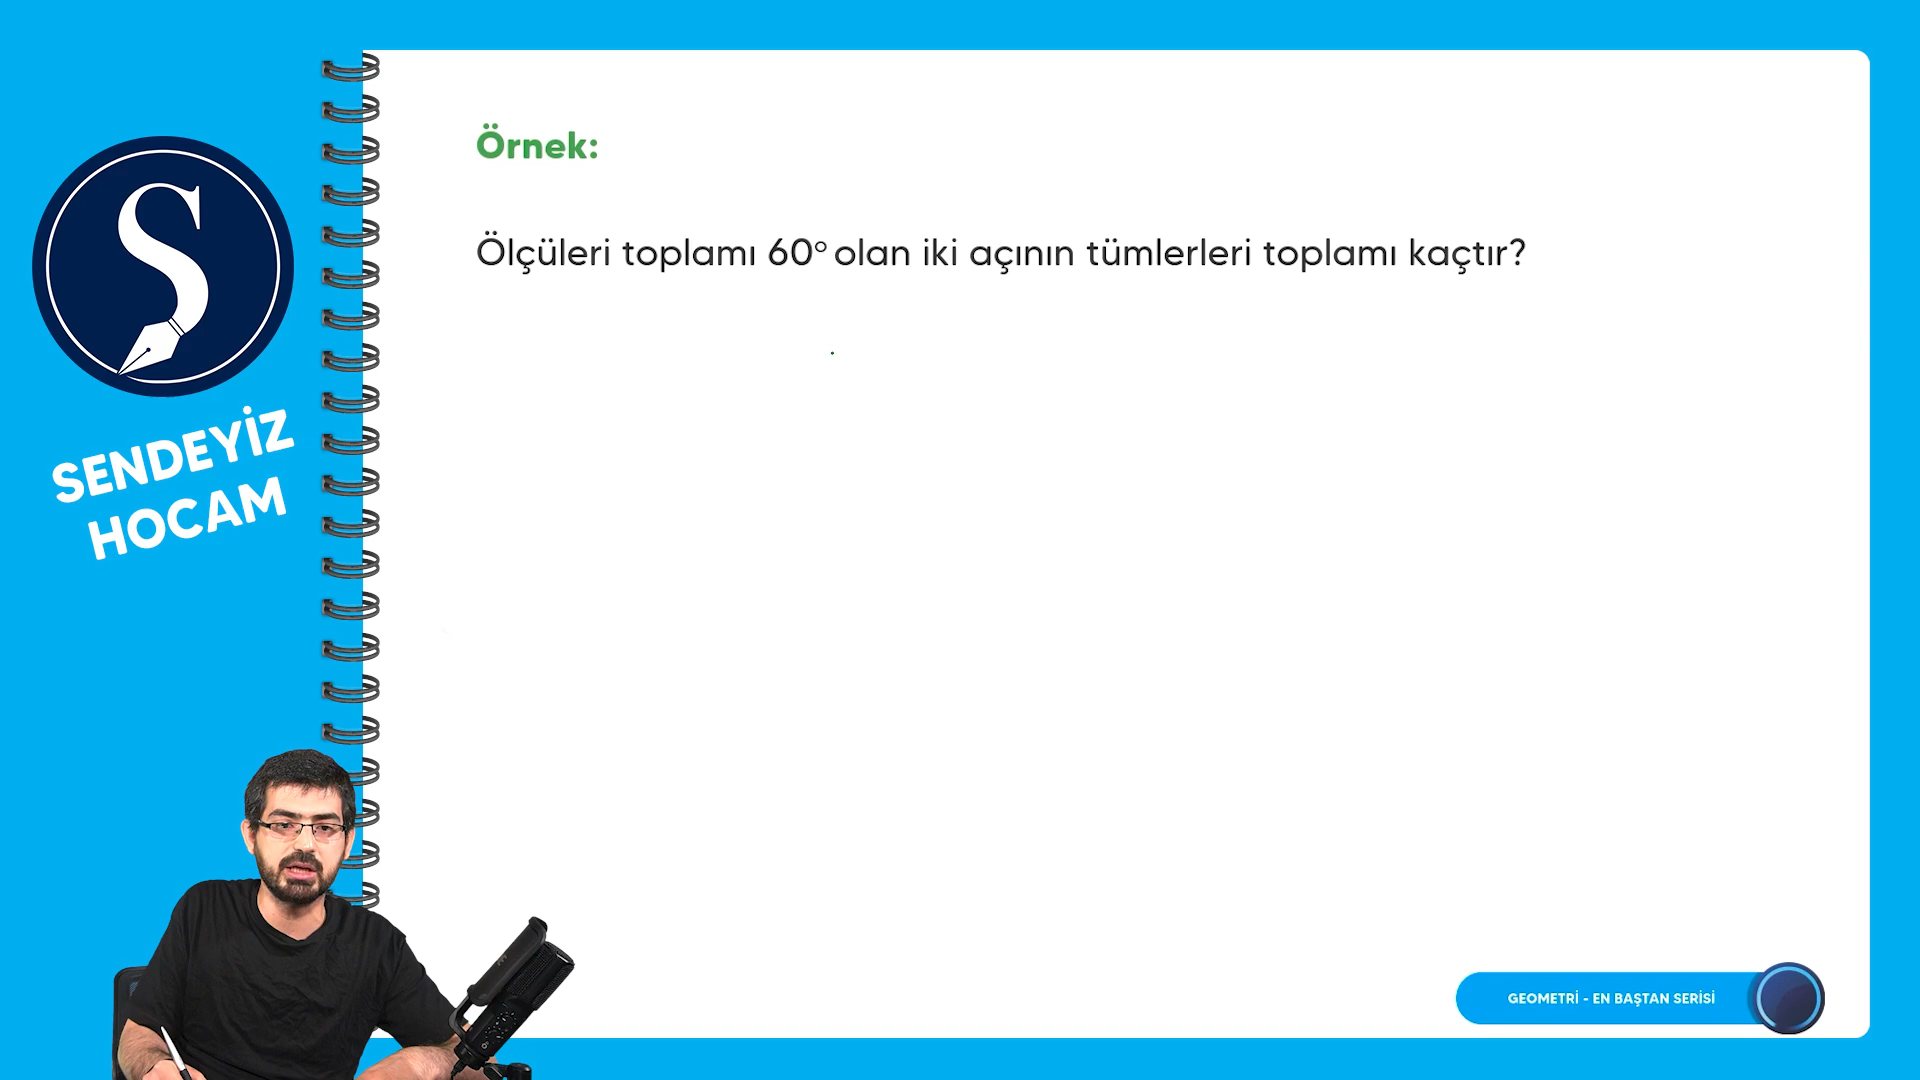 Örnek:
Ölçüleri toplamı 60° olan iki açının tümlerleri toplamı kaçtır?
S
SENDEYİZ
HOCAM
GEOMETRİ - EN BAŞTAN SERİSİ